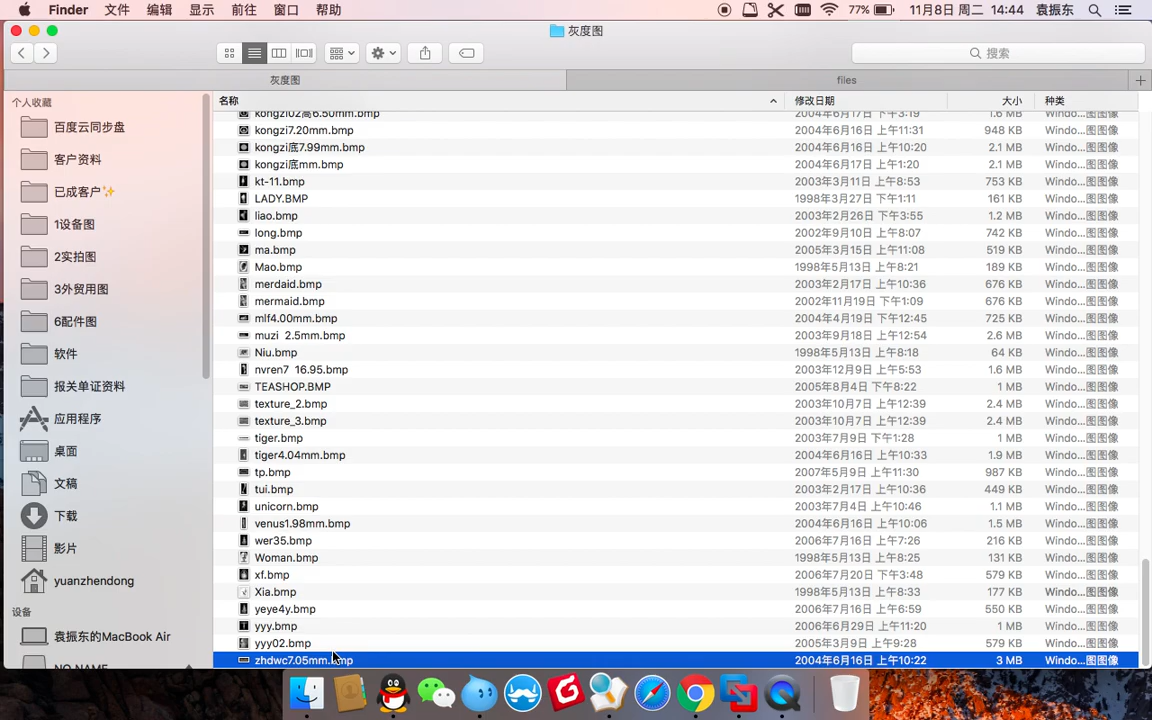 Finder 文件 编辑 显示 前往 窗口 帮助 77% 11月8日 周二 14:44 袁振东
灰度图
搜索
灰度图 files
个人收藏
百度云同步盘
客户资料
已成客户✨
1设备图
2实拍图
3外贸用图
6配件图
软件
报关单证资料
应用程序
桌面
文稿
下载
影片
yuanzhendong
设备
袁振东的MacBook Air
NO NAME
名称 修改日期 大小 种类
kongzi02高6.50mm.bmp 2004年6月17日 下午3:19 1.6 MB Windo...图图像
kongzi7.20mm.bmp 2004年6月16日 上午11:31 948 KB Windo...图图像
kongzi底7.99mm.bmp 2004年6月16日 上午10:20 2.1 MB Windo...图图像
kongzi底mm.bmp 2004年6月17日 上午1:20 2.1 MB Windo...图图像
kt-11.bmp 2003年3月11日 上午8:53 753 KB Windo...图图像
LADY.BMP 1998年3月27日 下午1:11 161 KB Windo...图图像
liao.bmp 2003年2月26日 下午3:55 1.2 MB Windo...图图像
long.bmp 2002年9月10日 上午8:07 742 KB Windo...图图像
ma.bmp 2005年3月15日 上午11:08 519 KB Windo...图图像
Mao.bmp 1998年5月13日 上午8:21 189 KB Windo...图图像
merdaid.bmp 2003年2月17日 上午10:36 676 KB Windo...图图像
mermaid.bmp 2002年11月19日 下午1:09 676 KB Windo...图图像
mlf4.00mm.bmp 2004年4月19日 下午12:45 725 KB Windo...图图像
muzi 2.5mm.bmp 2003年9月18日 上午12:54 2.6 MB Windo...图图像
Niu.bmp 1998年5月13日 上午8:18 64 KB Windo...图图像
nvren7 16.95.bmp 2003年12月9日 上午5:53 1.6 MB Windo...图图像
TEASHOP.BMP 2005年8月4日 下午8:22 1 MB Windo...图图像
texture_2.bmp 2003年10月7日 上午12:39 2.4 MB Windo...图图像
texture_3.bmp 2003年10月7日 上午12:39 2.4 MB Windo...图图像
tiger.bmp 2003年7月9日 下午1:28 1 MB Windo...图图像
tiger4.04mm.bmp 2004年6月16日 上午10:33 1.9 MB Windo...图图像
tp.bmp 2007年5月9日 上午11:30 987 KB Windo...图图像
tui.bmp 2003年2月17日 上午10:36 449 KB Windo...图图像
unicorn.bmp 2003年7月8日 上午10:46 1.1 MB Windo...图图像
venus1.98mm.bmp 2004年6月16日 上午10:06 1.5 MB Windo...图图像
wer35.bmp 2006年7月16日 上午7:26 216 KB Windo...图图像
Woman.bmp 1998年5月13日 上午8:25 131 KB Windo...图图像
xf.bmp 2006年7月20日 下午3:48 579 KB Windo...图图像
Xia.bmp 1998年5月13日 上午8:33 177 KB Windo...图图像
yeye4y.bmp 2006年7月16日 上午6:59 550 KB Windo...图图像
yyy.bmp 2006年6月29日 上午11:20 1 MB Windo...图图像
yyy02.bmp 2005年3月9日 上午9:28 579 KB Windo...图图像
zhdwc7.05mm.bmp 2004年6月16日 上午10:22 3 MB Windo...图图像